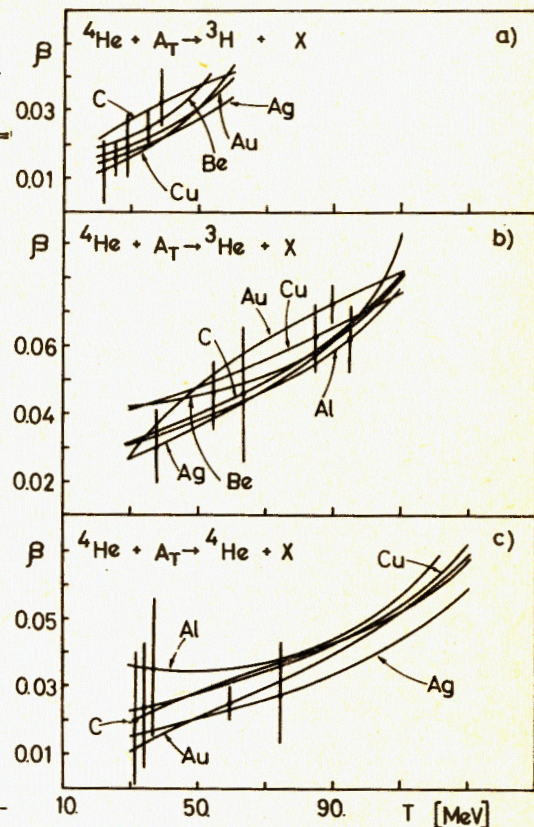 ⁴He + A_T → ³H + X a)
β
C
0.03
Ag
Au
Be
0.01
Cu
⁴He + A_T → ³He + X b)
β
Au
Cu
0.06
C
0.04
Al
Ag
Be
0.02
⁴He + A_T → ⁴He + X c)
β
Cu
0.05
Al
0.03
Ag
C
Au
0.01
10. 50. 90. T [MeV]